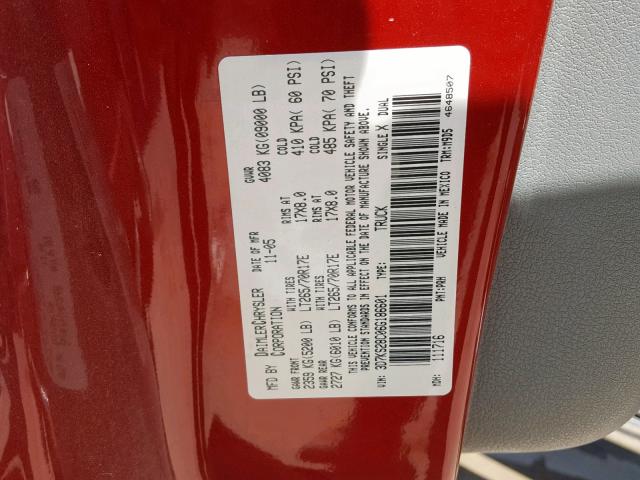 MFD BY DAIMLERCHRYSLER CORPORATION DATE OF MFR 11-05 GVWR 4083 KG(09000 LB)
GAWR FRONT WITH TIRES RIMS AT COLD
2359 KG(5200 LB) LT265/70R17E 17X8.0 410 KPA( 60 PSI)
GAWR REAR WITH TIRES RIMS AT COLD
2727 KG(6010 LB) LT265/70R17E 17X8.0 485 KPA( 70 PSI)
THIS VEHICLE CONFORMS TO ALL APPLICABLE FEDERAL MOTOR VEHICLE SAFETY AND THEFT
PREVENTION STANDARDS IN EFFECT ON THE DATE OF MANUFACTURE SHOWN ABOVE.
VIN: 3D7KS28C06G186601 TYPE: TRUCK SINGLE X DUAL
MDH: 111716 PNT:PRH VEHICLE MADE IN MEXICO TRM:M9D5 4648507